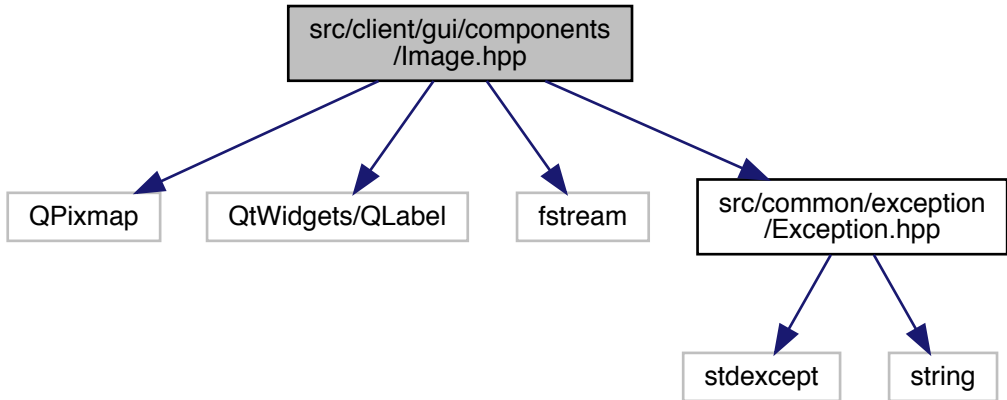 src/client/gui/components
/Image.hpp
QPixmap
QtWidgets/QLabel
fstream
src/common/exception
/Exception.hpp
stdexcept
string